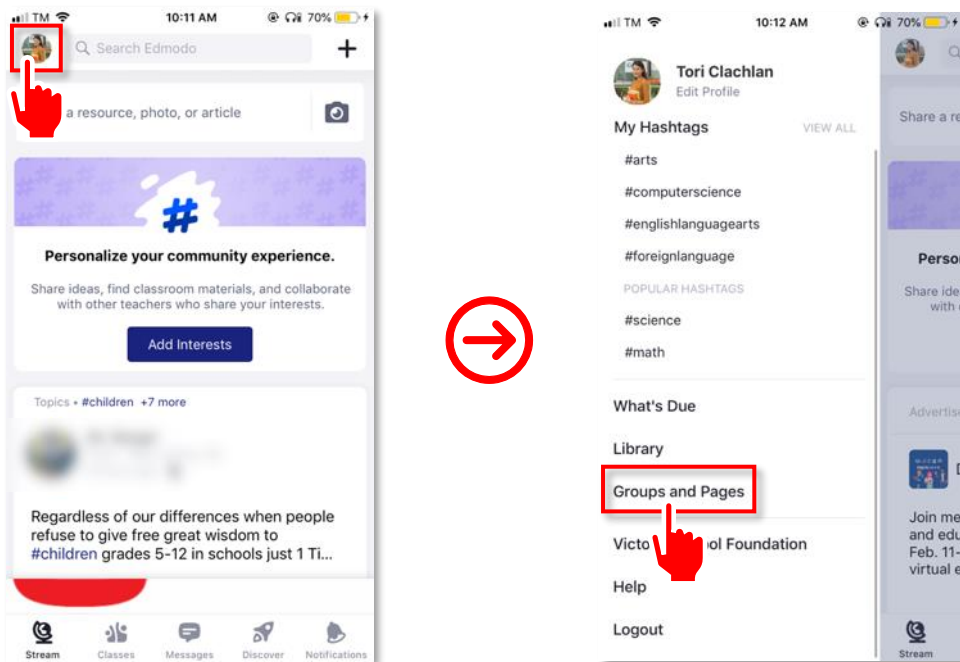 TM 10:11 AM 70%
Search Edmodo
a resource, photo, or article
#
Personalize your community experience.
Share ideas, find classroom materials, and collaborate
with other teachers who share your interests.
Add Interests
Topics • #children +7 more
Regardless of our differences when people
refuse to give free great wisdom to
#children grades 5-12 in schools just 1 Ti...
Stream Classes Messages Discover Notifications
TM 10:12 AM 70%
Tori Clachlan
Edit Profile
My Hashtags VIEW ALL
#arts
#computerscience
#englishlanguagearts
#foreignlanguage
POPULAR HASHTAGS
#science
#math
What's Due
Library
Groups and Pages
Victo ol Foundation
Help
Logout
Share a re
Perso
Share ide
with
Advertis
D
Join me
and edu
Feb. 11-
virtual e
Stream